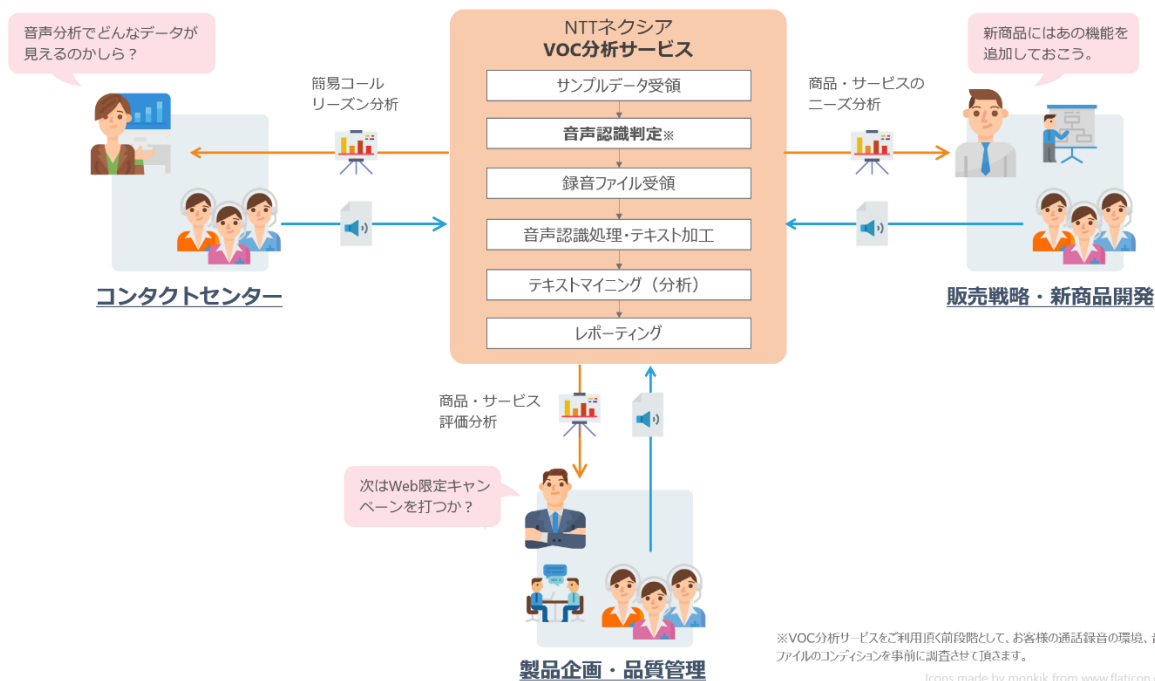 音声分析でどんなデータが
見えるのかしら？
簡易コール
リーズン分析
コンタクトセンター
NTTネクシア
VOC分析サービス
サンプルデータ受領
音声認識判定※
録音ファイル受領
音声認識処理・テキスト加工
テキストマイニング（分析）
レポーティング
新商品にはあの機能を
追加しておこう。
商品・サービスの
ニーズ分析
販売戦略・新商品開発
商品・サービス
評価分析
次はWeb限定キャン
ペーンを打つか？
製品企画・品質管理
※VOC分析サービスをご利用頂く前段階として、お客様の通話録音の環境、
ファイルのコンディションを事前に調査させて頂きます。
Icons made by monkik from www.flaticon.